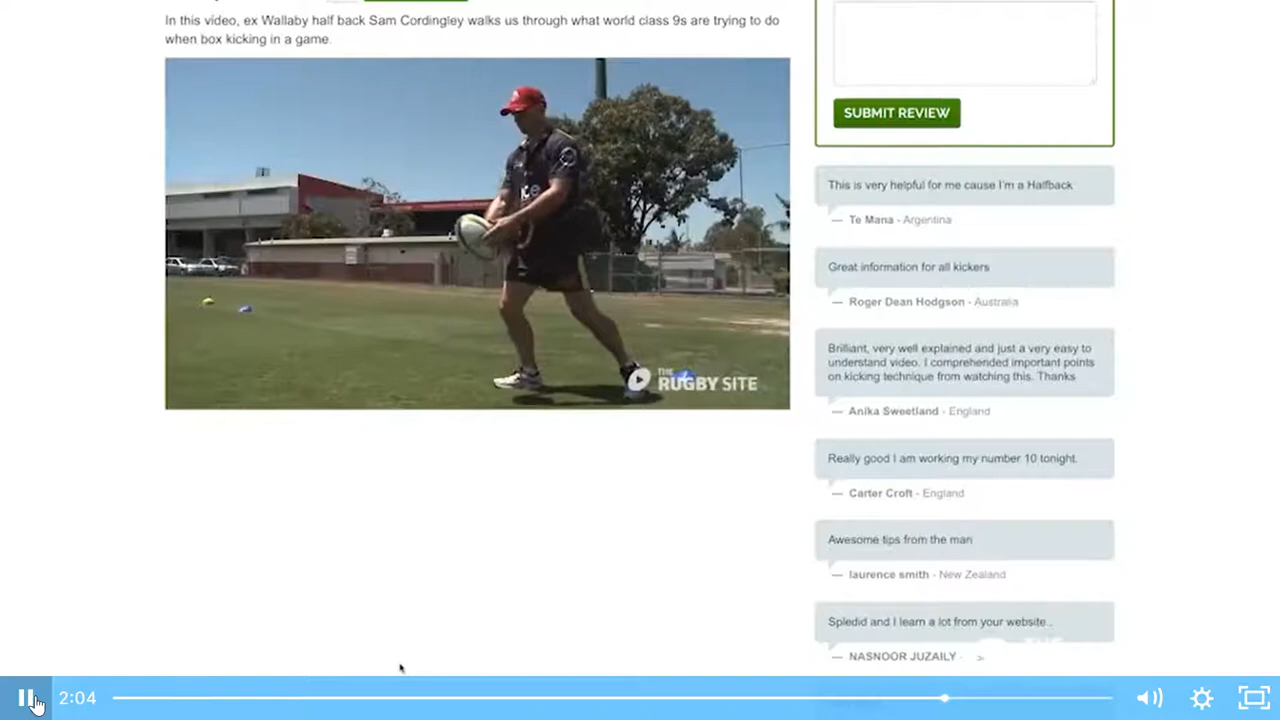 In this video, ex Wallaby half back Sam Cordingley walks us through what world class 9s are trying to do
when box kicking in a game.
THE
RUGBY SITE
SUBMIT REVIEW
This is very helpful for me cause I'm a Halfback
— Te Mana - Argentina
Great information for all kickers
— Roger Dean Hodgson - Australia
Brilliant, very well explained and just a very easy to
understand video. I comprehended important points
on kicking technique from watching this. Thanks
— Anika Sweetland - England
Really good I am working my number 10 tonight.
— Carter Croft - England
Awesome tips from the man
— laurence smith - New Zealand
Spledid and I learn a lot from your website..
— NASNOOR JUZAILY -
2:04